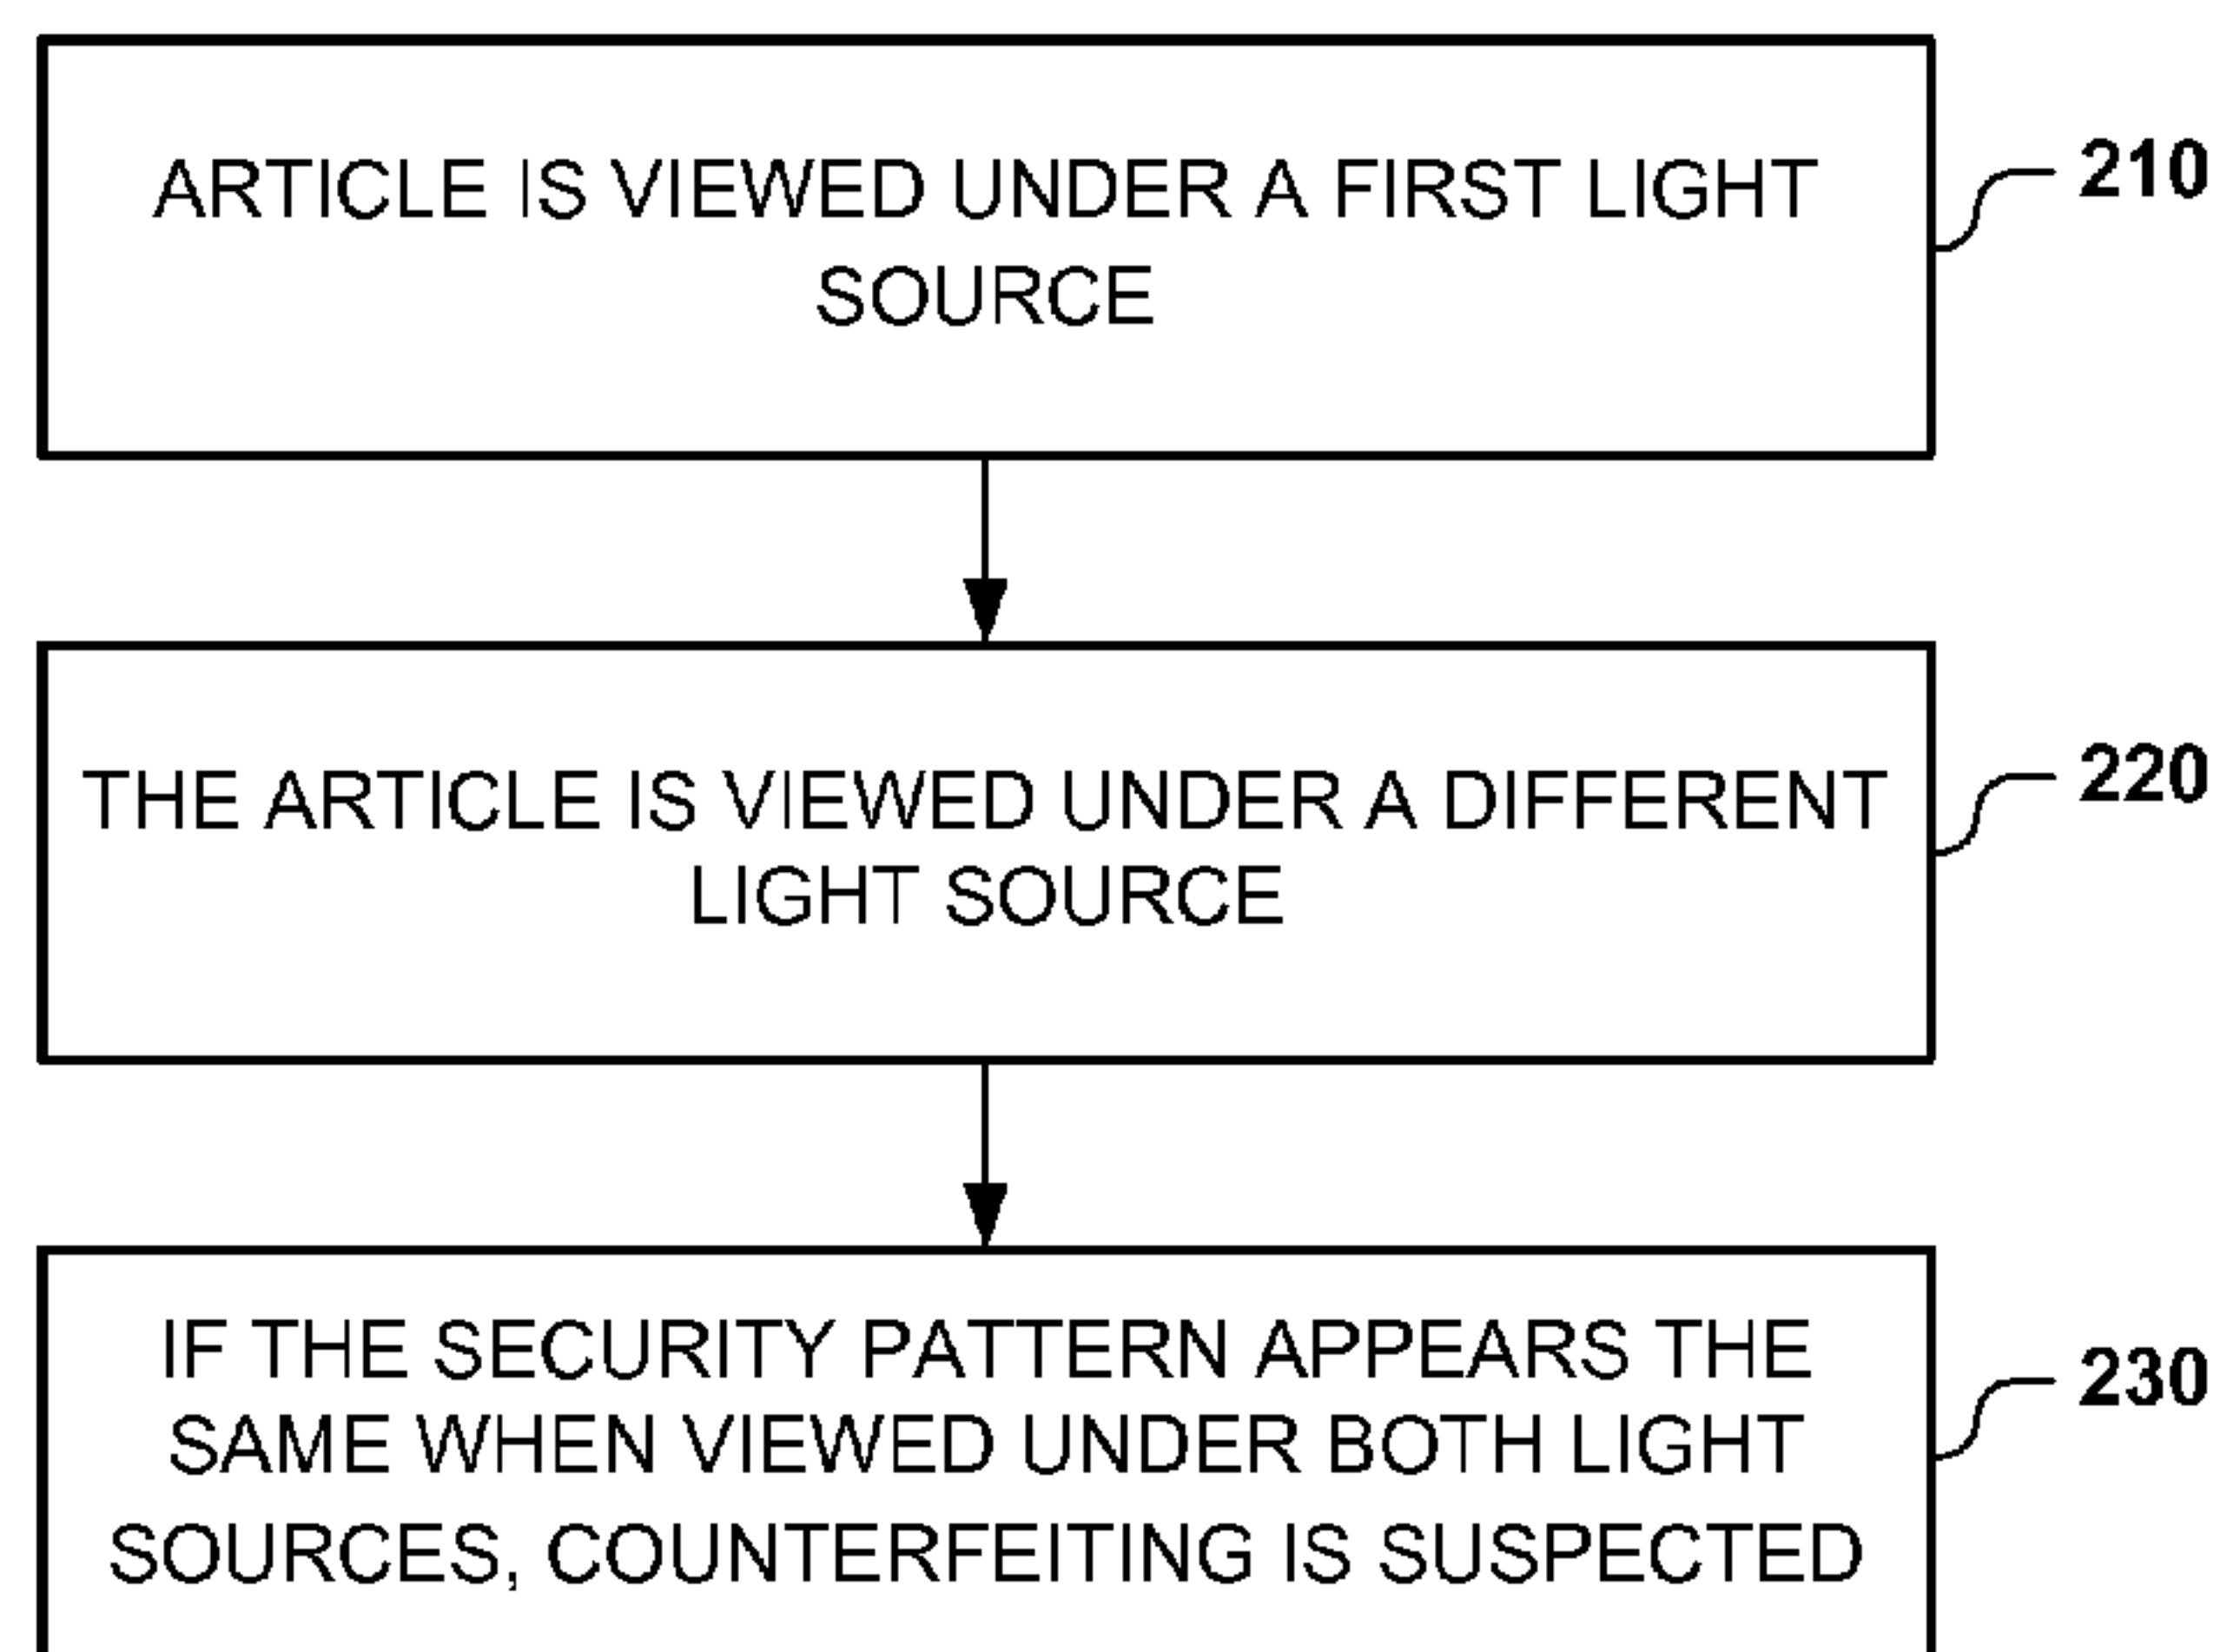 ARTICLE IS VIEWED UNDER A FIRST LIGHT
SOURCE
210
THE ARTICLE IS VIEWED UNDER A DIFFERENT
LIGHT SOURCE
220
IF THE SECURITY PATTERN APPEARS THE
SAME WHEN VIEWED UNDER BOTH LIGHT
SOURCES, COUNTERFEITING IS SUSPECTED
230